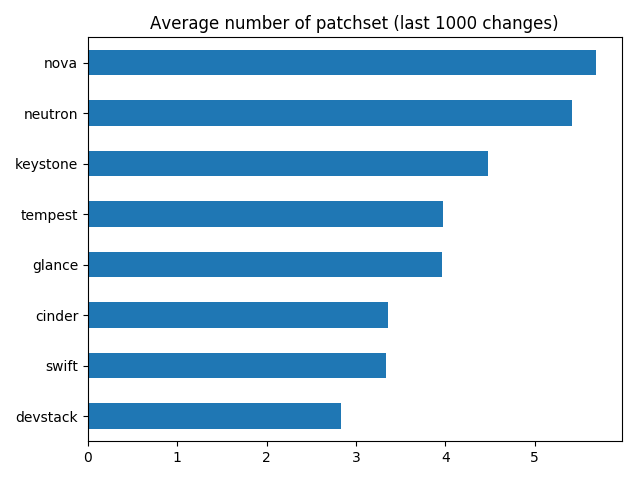 Average number of patchset (last 1000 changes)
nova
neutron
keystone
tempest
glance
cinder
swift
devstack
0 1 2 3 4 5